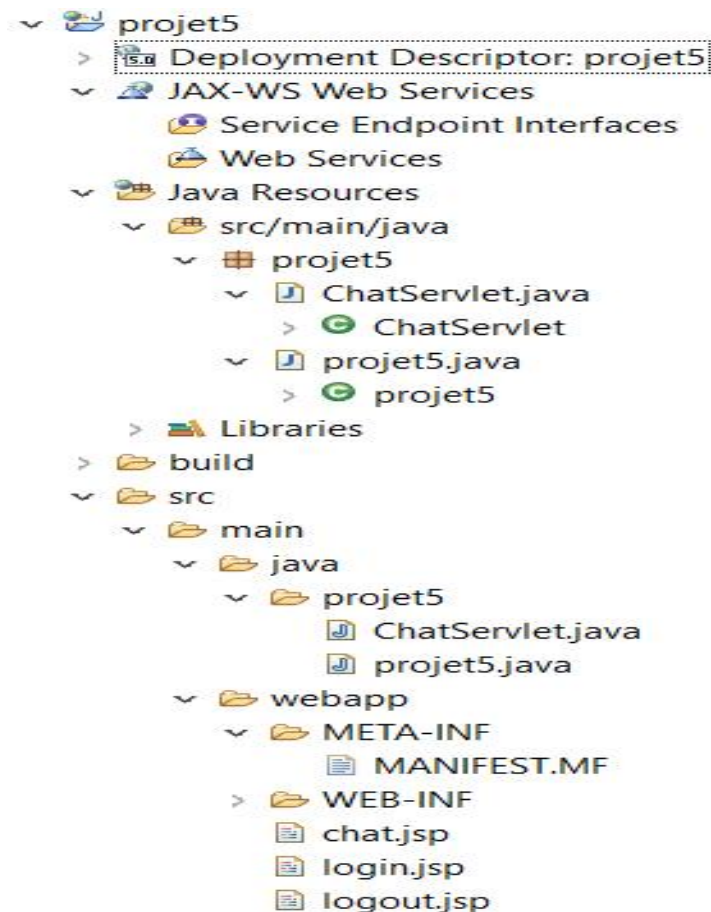 projet5
Deployment Descriptor: projet5
JAX-WS Web Services
Service Endpoint Interfaces
Web Services
Java Resources
src/main/java
projet5
ChatServlet.java
ChatServlet
projet5.java
projet5
Libraries
build
src
main
java
projet5
ChatServlet.java
projet5.java
webapp
META-INF
MANIFEST.MF
WEB-INF
chat.jsp
login.jsp
logout.jsp